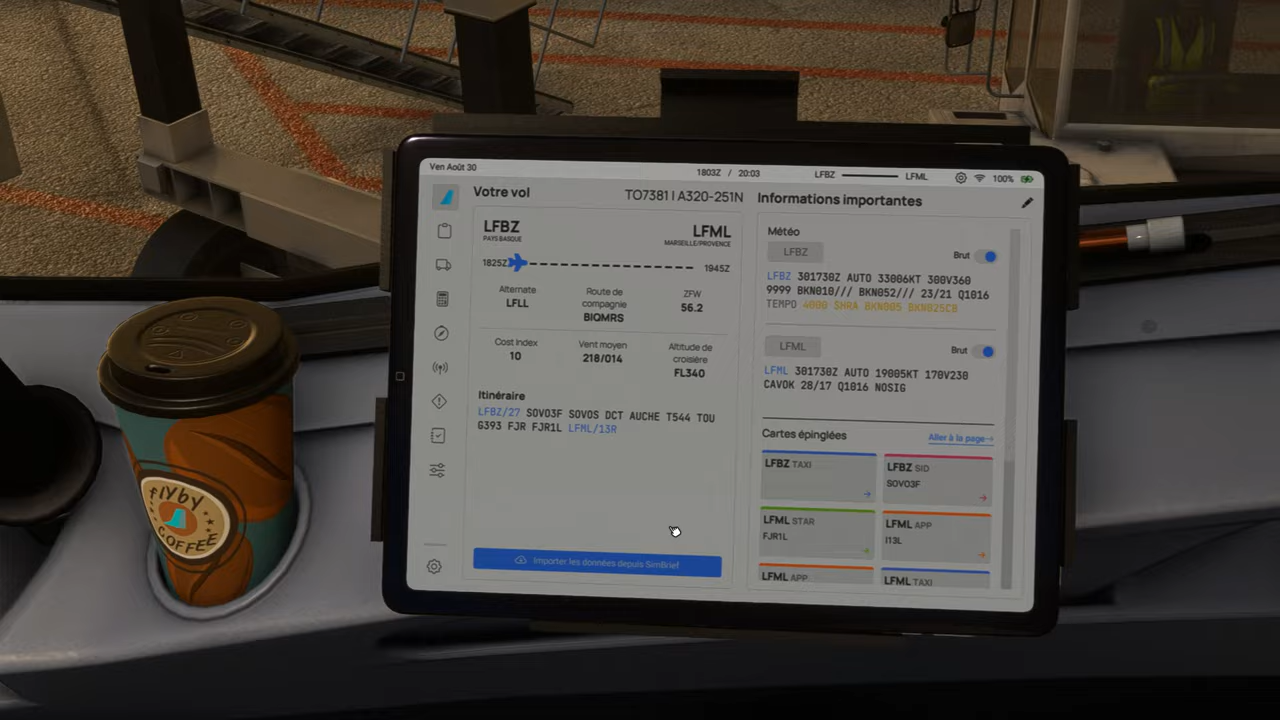 Ven Août 30
1803Z / 20:03
LFBZ LFML
100%
Votre vol
TO7381 I A320-251N
LFBZ
PAYS BASQUE
LFML
MARSEILLE/PROVENCE
1825Z
1945Z
Alternate
LFLL
Route de
compagnie
BIQMRS
ZFW
56.2
Cost Index
10
Vent moyen
218/014
Altitude de
croisière
FL340
Itinéraire
LFBZ/27 SOVO3F SOVOS DCT AUCHE T544 TOU
G393 FJR FJR1L LFML/13R
Importer les données depuis SimBrief
Informations importantes
Météo
LFBZ
Brut
LFBZ 301730Z AUTO 33006KT 300V360
9999 BKN010/// BKN052/// 23/21 Q1016
TEMPO 4000 SHRA BKN005 BKN025CB
LFML
Brut
LFML 301730Z AUTO 19005KT 170V230
CAVOK 28/17 Q1016 NOSIG
Cartes épinglées
Aller à la page→
LFBZ TAXI
→
LFBZ SID
SOVO3F
→
LFML STAR
FJR1L
→
LFML APP
I13L
→
LFML APP
LFML TAXI
flyby
COFFEE